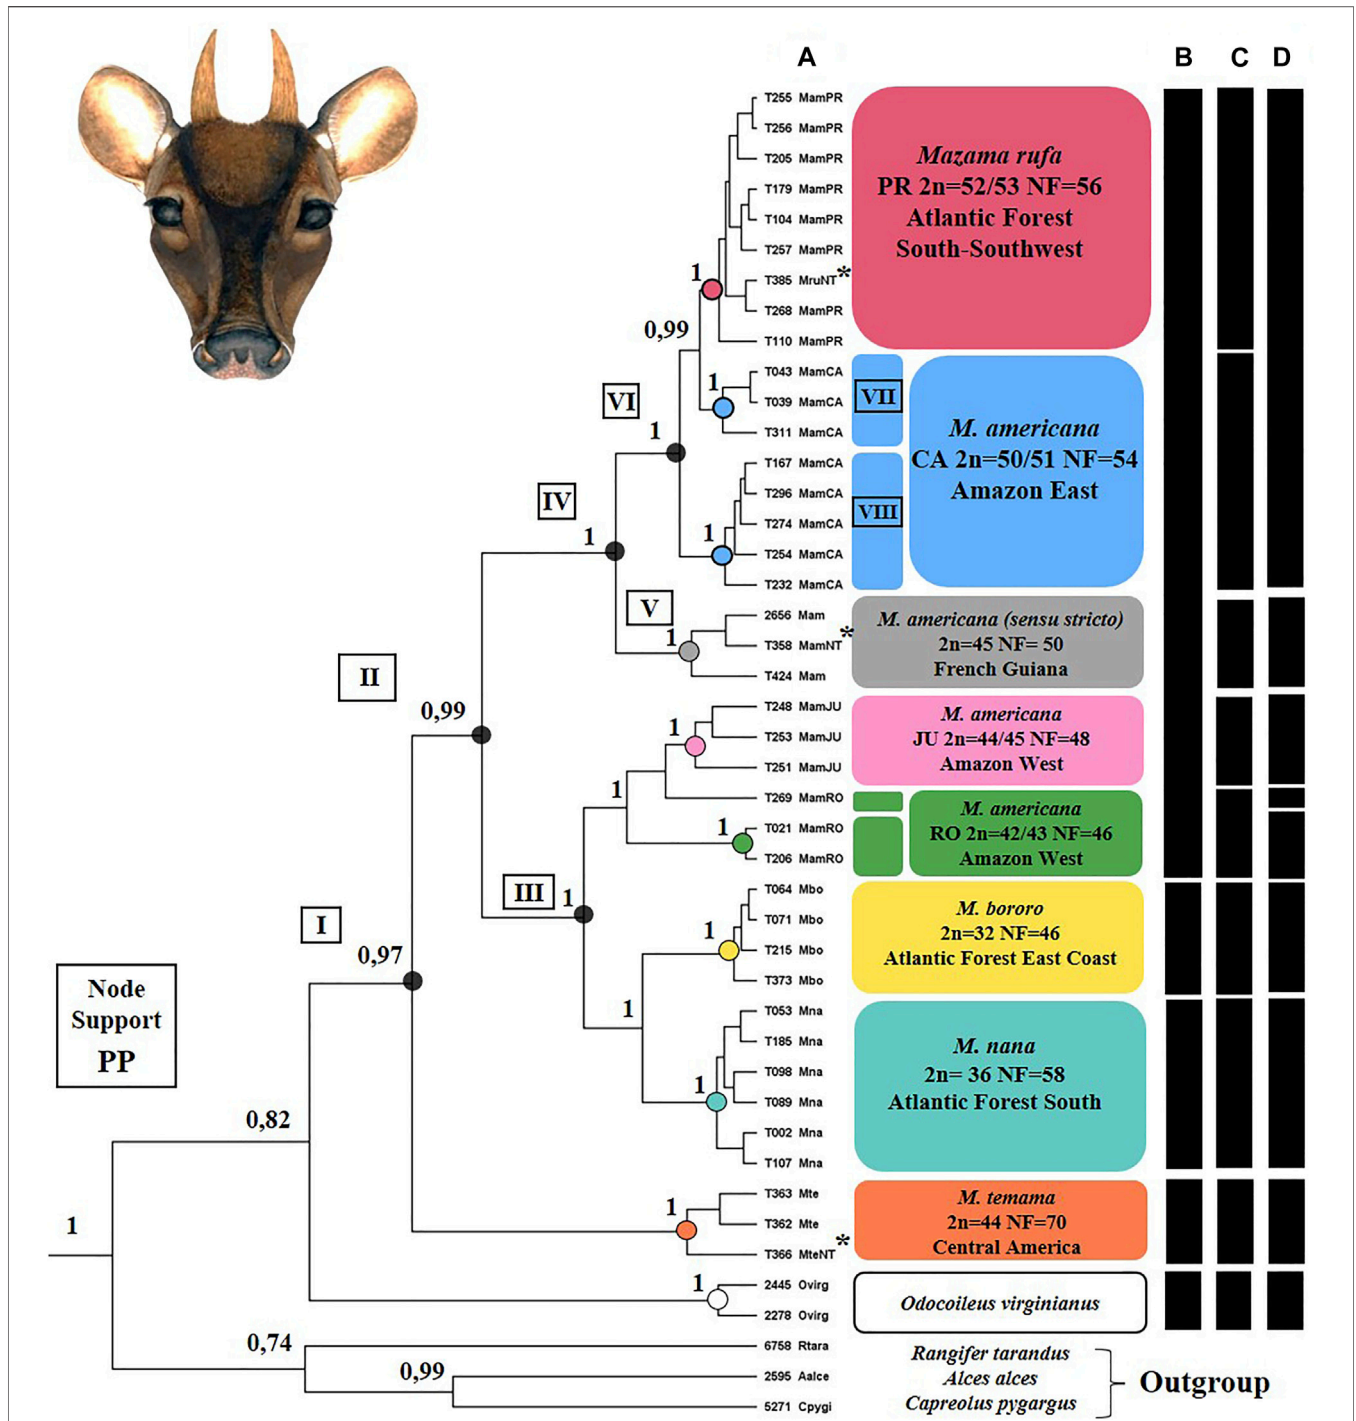 A B C D
T255 MamPR
T256 MamPR
T205 MamPR
T179 MamPR
T104 MamPR
T257 MamPR
T385 MruNT *
T268 MamPR
T110 MamPR
Mazama rufa
PR 2n=52/53 NF=56
Atlantic Forest
South-Southwest
1
0,99
T043 MamCA
T039 MamCA
T311 MamCA
1
VII
T167 MamCA
T296 MamCA
T274 MamCA
T254 MamCA
T232 MamCA
1
VIII
M. americana
CA 2n=50/51 NF=54
Amazon East
VI
1
IV
1
V
1
2656 Mam
T358 MamNT *
T424 Mam
M. americana (sensu stricto)
2n=45 NF= 50
French Guiana
II
0,99
T248 MamJU
T253 MamJU
T251 MamJU
1
M. americana
JU 2n=44/45 NF=48
Amazon West
1
T269 MamRO
T021 MamRO
T206 MamRO
1
M. americana
RO 2n=42/43 NF=46
Amazon West
III
1
T064 Mbo
T071 Mbo
T215 Mbo
T373 Mbo
1
M. bororo
2n=32 NF=46
Atlantic Forest East Coast
I
0,97
1
T053 Mna
T185 Mna
T098 Mna
T089 Mna
T002 Mna
T107 Mna
1
M. nana
2n= 36 NF=58
Atlantic Forest South
Node
Support
PP
0,82
T363 Mte
T362 Mte
T366 MteNT *
1
M. temama
2n=44 NF=70
Central America
1
2445 Ovirg
2278 Ovirg
1
Odocoileus virginianus
0,74
0,99
6758 Rtara
2595 Aalce
5271 Cpygi
Rangifer tarandus
Alces alces
Capreolus pygargus
Outgroup